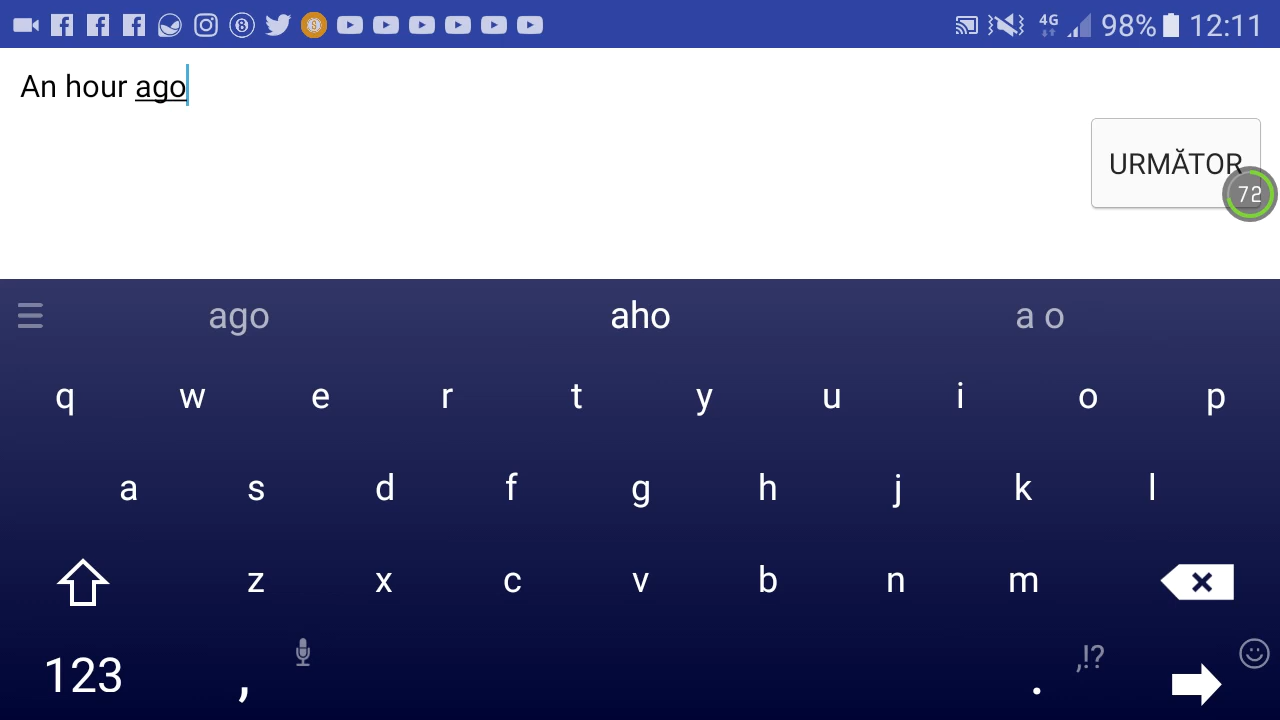 4G 98% 12:11
An hour ago
URMĂTOR
72
ago aho a o
q w e r t y u i o p
a s d f g h j k l
z x c v b n m
123 , . ,!?